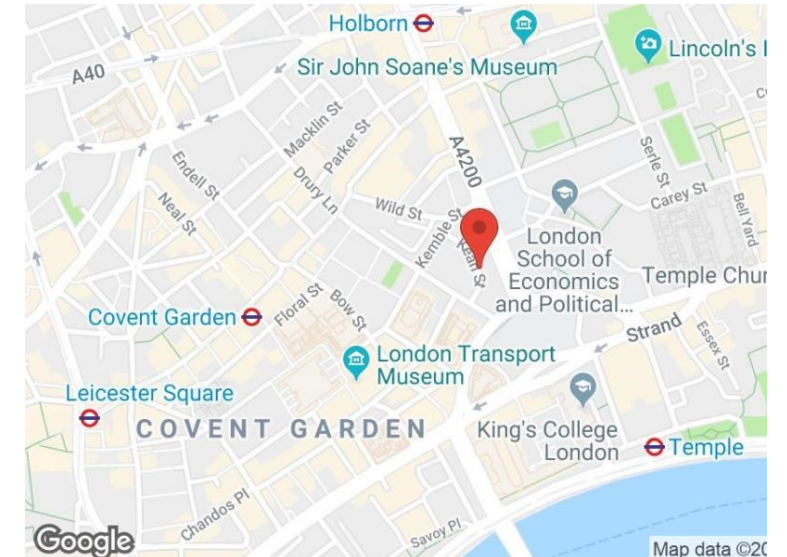 Holborn
Lincoln's I
A40
Sir John Soane's Museum
Macklin St
Parker St
A4200
Serle St
Endell St
Drury Ln
Carey St
Neal St
Wild St
Bell Yard
Kemble St
Kean St
London
School of
Economics
and Political...
Temple Chur
Floral St
Bow St
Covent Garden
Strand
Essex St
London Transport
Museum
Leicester Square
COVENT GARDEN
King's College
London
Temple
Chandos Pl
Savoy Pl
Google
Map data ©20